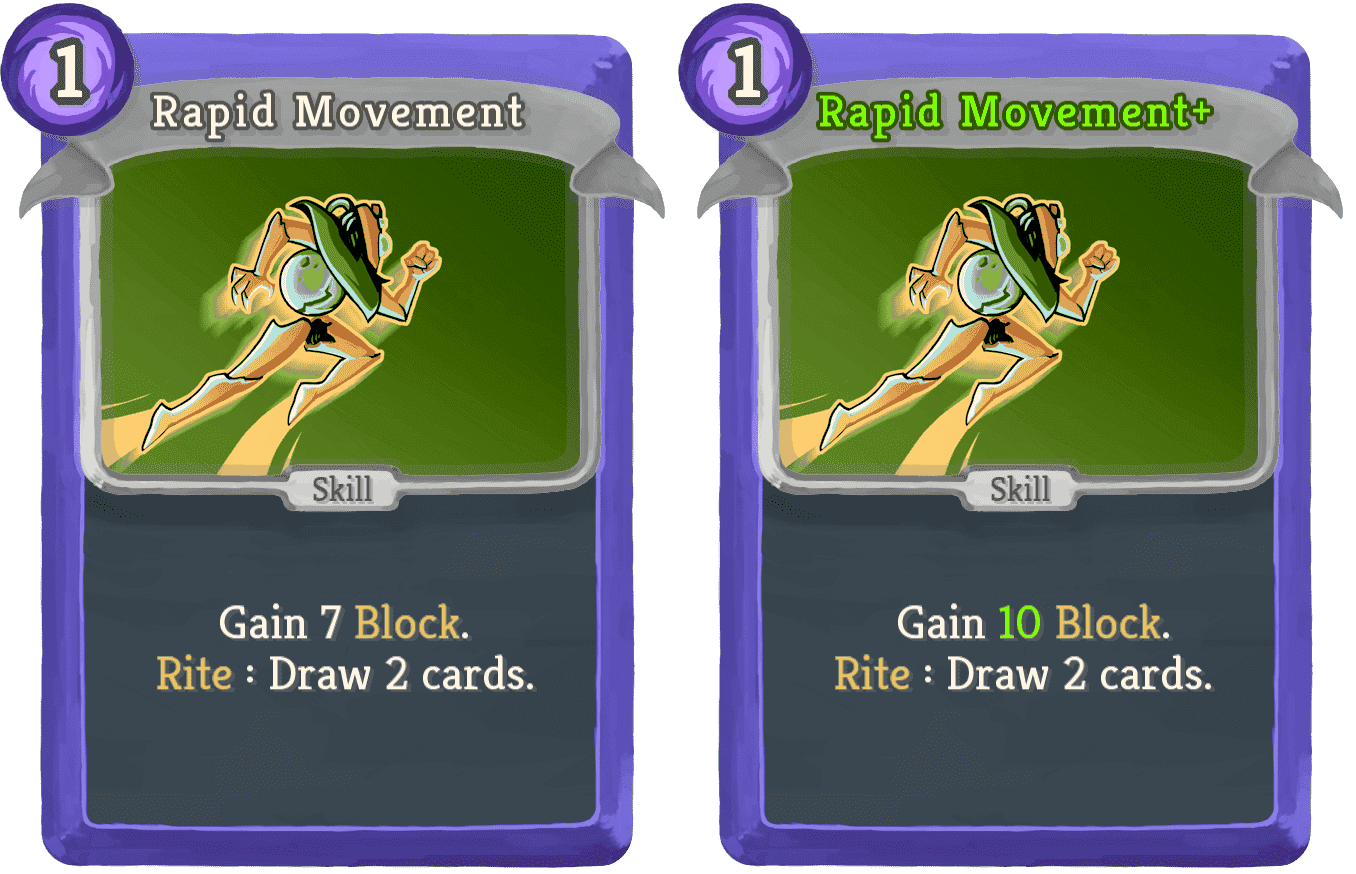 1
Rapid Movement
Skill
Gain 7 Block.
Rite : Draw 2 cards.
1
Rapid Movement+
Skill
Gain 10 Block.
Rite : Draw 2 cards.